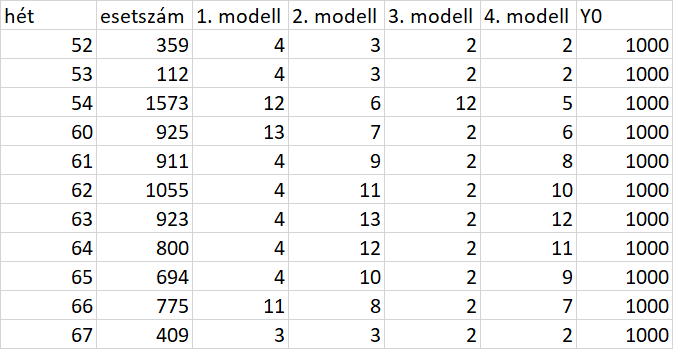 hét esetszám 1. modell 2. modell 3. modell 4. modell Y0
52 359 4 3 2 2 1000
53 112 4 3 2 2 1000
54 1573 12 6 12 5 1000
60 925 13 7 2 6 1000
61 911 4 9 2 8 1000
62 1055 4 11 2 10 1000
63 923 4 13 2 12 1000
64 800 4 12 2 11 1000
65 694 4 10 2 9 1000
66 775 11 8 2 7 1000
67 409 3 3 2 2 1000